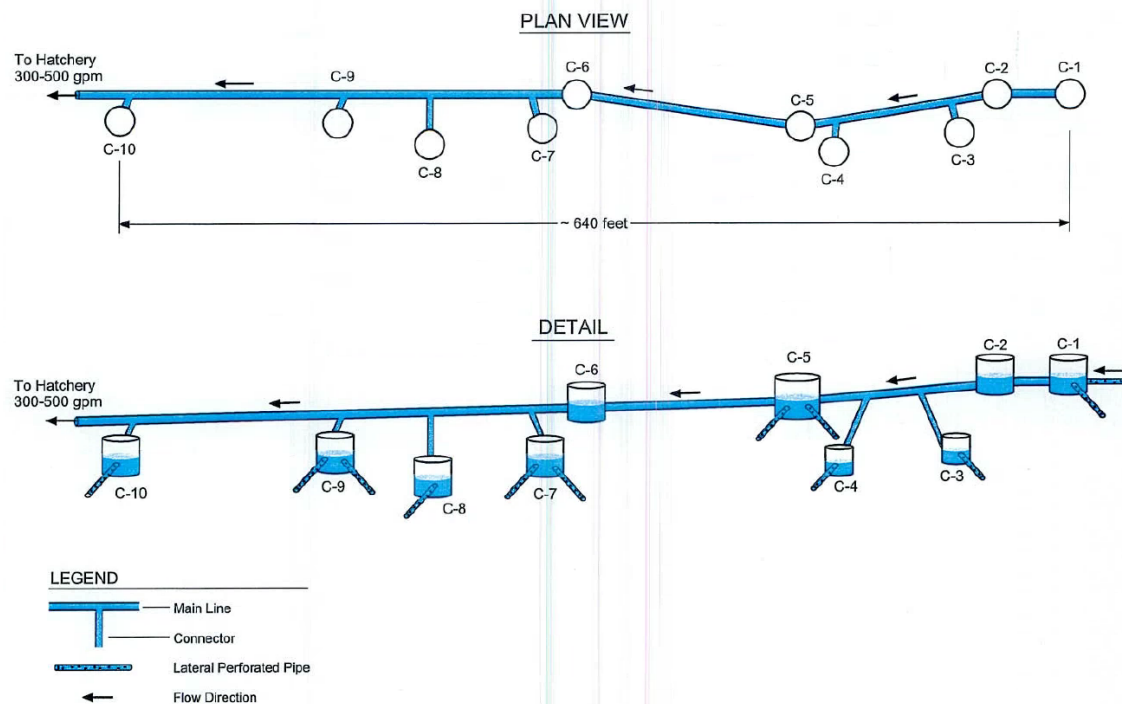 PLAN VIEW
To Hatchery
300-500 gpm
C-9
C-6
C-5
C-2
C-1
C-10
C-8
C-7
C-4
C-3
~ 640 feet
DETAIL
To Hatchery
300-500 gpm
C-6
C-5
C-2
C-1
C-10
C-9
C-8
C-7
C-4
C-3
LEGEND
Main Line
Connector
Lateral Perforated Pipe
Flow Direction